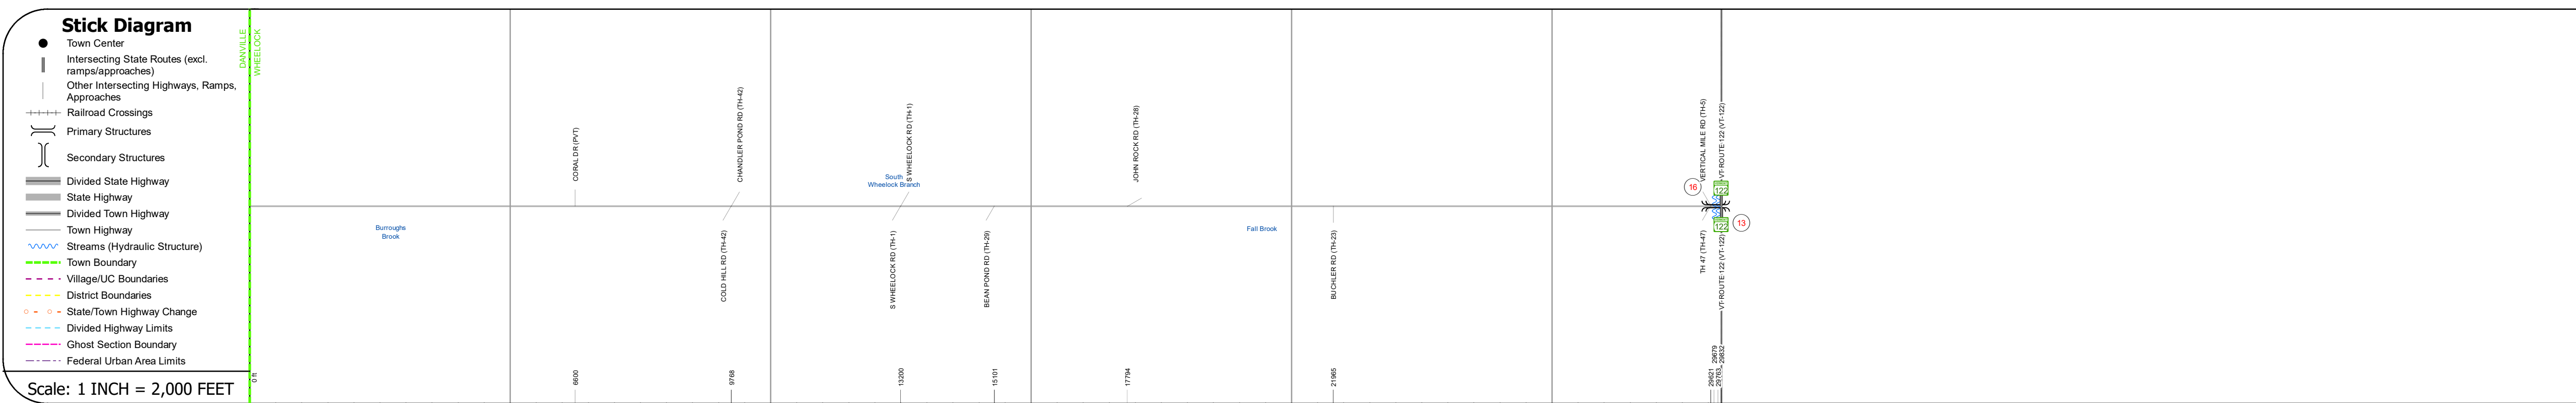 Stick Diagram
Town Center
Intersecting State Routes (excl.
ramps/approaches)
Other Intersecting Highways, Ramps,
Approaches
Railroad Crossings
Primary Structures
Secondary Structures
Divided State Highway
State Highway
Divided Town Highway
Town Highway
Streams (Hydraulic Structure)
Town Boundary
Village/UC Boundaries
District Boundaries
State/Town Highway Change
Divided Highway Limits
Ghost Section Boundary
Federal Urban Area Limits
Scale: 1 INCH = 2,000 FEET
DANVILLE
WHEELOCK
CORAL DR (PVT)
CHANDLER POND RD (TH-42)
S WHEELOCK RD (TH-1)
JOHN ROCK RD (TH-28)
VERTICAL MILE RD (TH-5)
VT-ROUTE-122 (VT-122)
South
Wheelock Branch
16
122
Burroughs
Brook
Fall Brook
122
13
COLD HILL RD (TH-42)
S WHEELOCK RD (TH-1)
BEAN POND RD (TH-29)
BUCHLER RD (TH-23)
TH 47 (TH-47)
VT-ROUTE-122 (VT-122)
0 ft
6600
9768
13200
15101
17794
21965
29621
29679
29763
29832